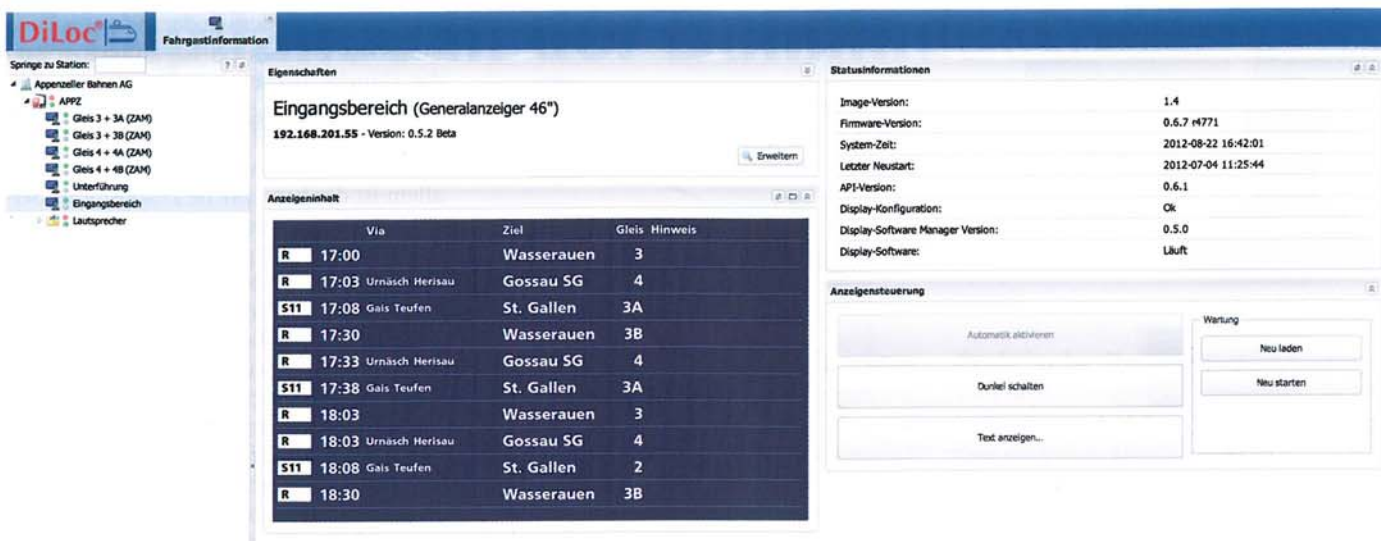 DiLoc
Fahrgastinformation
Springe zu Station:
Appenzeller Bahnen AG
APPZ
Gleis 3 + 3A (ZAM)
Gleis 3 + 3B (ZAM)
Gleis 4 + 4A (ZAM)
Gleis 4 + 4B (ZAM)
Unterführung
Eingangsbereich
Lautsprecher
Eigenschaften
Eingangsbereich (Generalanzeiger 46")
192.168.201.55 - Version: 0.5.2 Beta
Erweitern
Anzeigeninhalt
Via Ziel Gleis Hinweis
R 17:00 Wasserauen 3
R 17:03 Urnäsch Herisau Gossau SG 4
S11 17:08 Gais Teufen St. Gallen 3A
R 17:30 Wasserauen 3B
R 17:33 Urnäsch Herisau Gossau SG 4
S11 17:38 Gais Teufen St. Gallen 3A
R 18:03 Wasserauen 3
R 18:03 Urnäsch Herisau Gossau SG 4
S11 18:08 Gais Teufen St. Gallen 2
R 18:30 Wasserauen 3B
Statusinformationen
Image-Version: 1.4
Firmware-Version: 0.6.7 r4771
System-Zeit: 2012-08-22 16:42:01
Letzter Neustart: 2012-07-04 11:25:44
API-Version: 0.6.1
Display-Konfiguration: Ok
Display-Software Manager Version: 0.5.0
Display-Software: Läuft
Anzeigensteuerung
Automatik aktivieren
Dunkel schalten
Text anzeigen...
Wartung
Neu laden
Neu starten